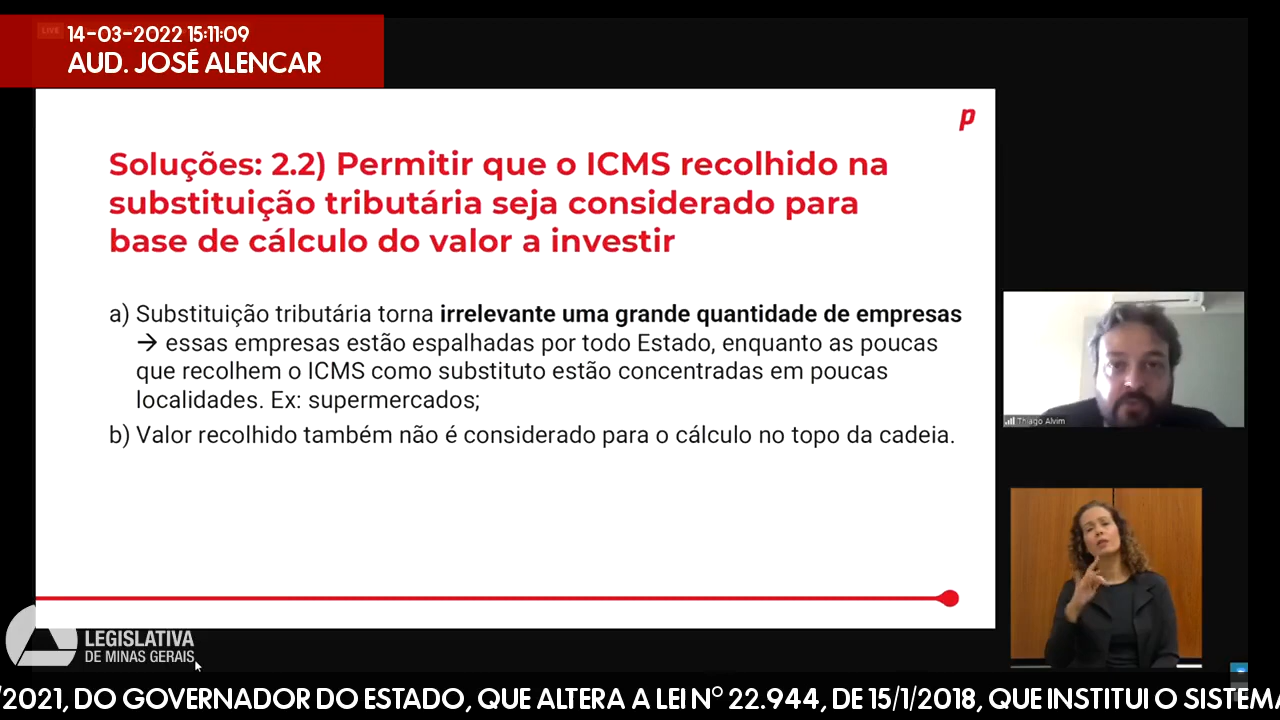 LIVE
14-03-2022 15:11:09
AUD. JOSÉ ALENCAR
p
Soluções: 2.2) Permitir que o ICMS recolhido na
substituição tributária seja considerado para
base de cálculo do valor a investir
a) Substituição tributária torna irrelevante uma grande quantidade de empresas
→ essas empresas estão espalhadas por todo Estado, enquanto as poucas
que recolhem o ICMS como substituto estão concentradas em poucas
localidades. Ex: supermercados;
b) Valor recolhido também não é considerado para o cálculo no topo da cadeia.
Thiago Alvim
LEGISLATIVA
DE MINAS GERAIS
/2021, DO GOVERNADOR DO ESTADO, QUE ALTERA A LEI Nº 22.944, DE 15/1/2018, QUE INSTITUI O SISTEMA